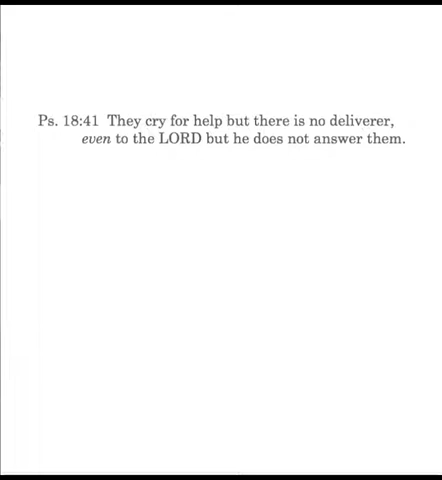 Ps. 18:41 They cry for help but there is no deliverer,
even to the LORD but he does not answer them.